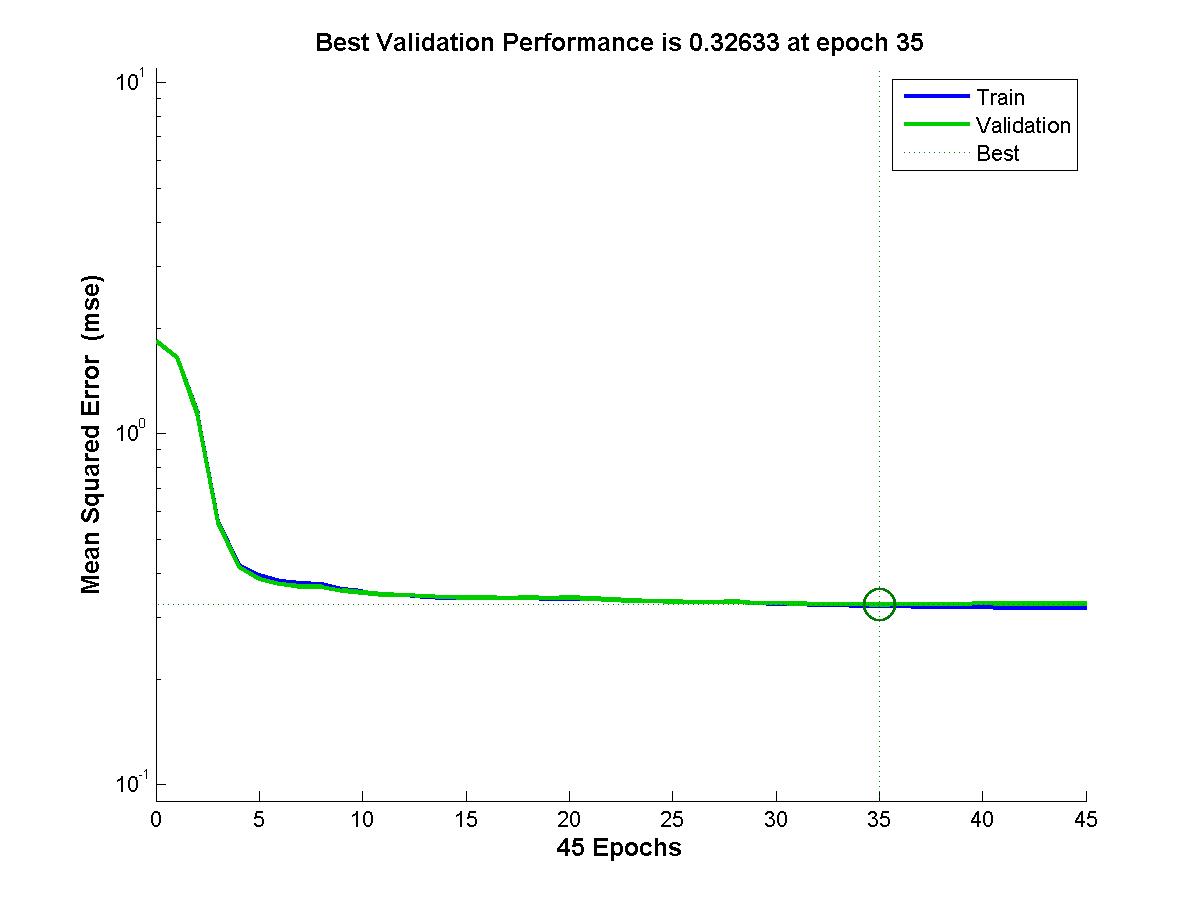 Best Validation Performance is 0.32633 at epoch 35
Train
Validation
Best
Mean Squared Error (mse)
10^1
10^0
10^-1
0 5 10 15 20 25 30 35 40 45
45 Epochs